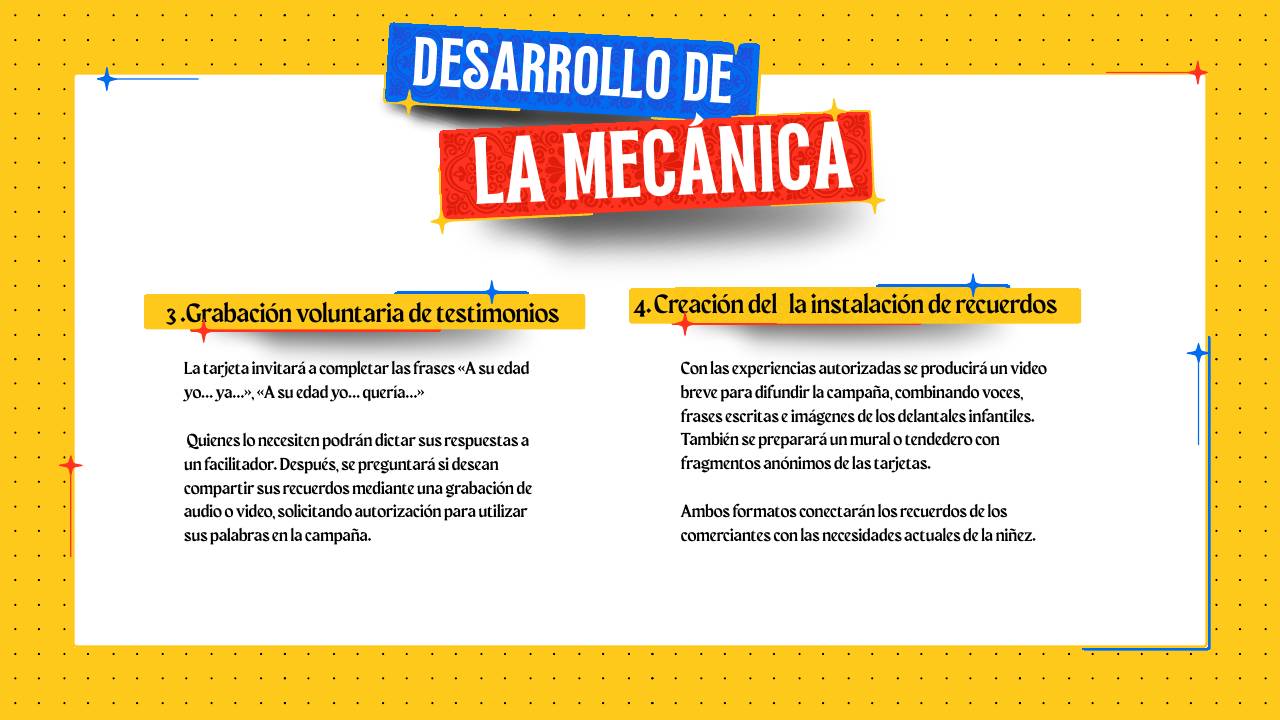 DESARROLLO DE
LA MECÁNICA
3 .Grabación voluntaria de testimonios
La tarjeta invitará a completar las frases «A su edad
yo... ya...», «A su edad yo... quería...»
Quienes lo necesiten podrán dictar sus respuestas a
un facilitador. Después, se preguntará si desean
compartir sus recuerdos mediante una grabación de
audio o video, solicitando autorización para utilizar
sus palabras en la campaña.
4. Creación del  la instalación de recuerdos
Con las experiencias autorizadas se producirá un video
breve para difundir la campaña, combinando voces,
frases escritas e imágenes de los delantales infantiles.
También se preparará un mural o tendedero con
fragmentos anónimos de las tarjetas.
Ambos formatos conectarán los recuerdos de los
comerciantes con las necesidades actuales de la niñez.